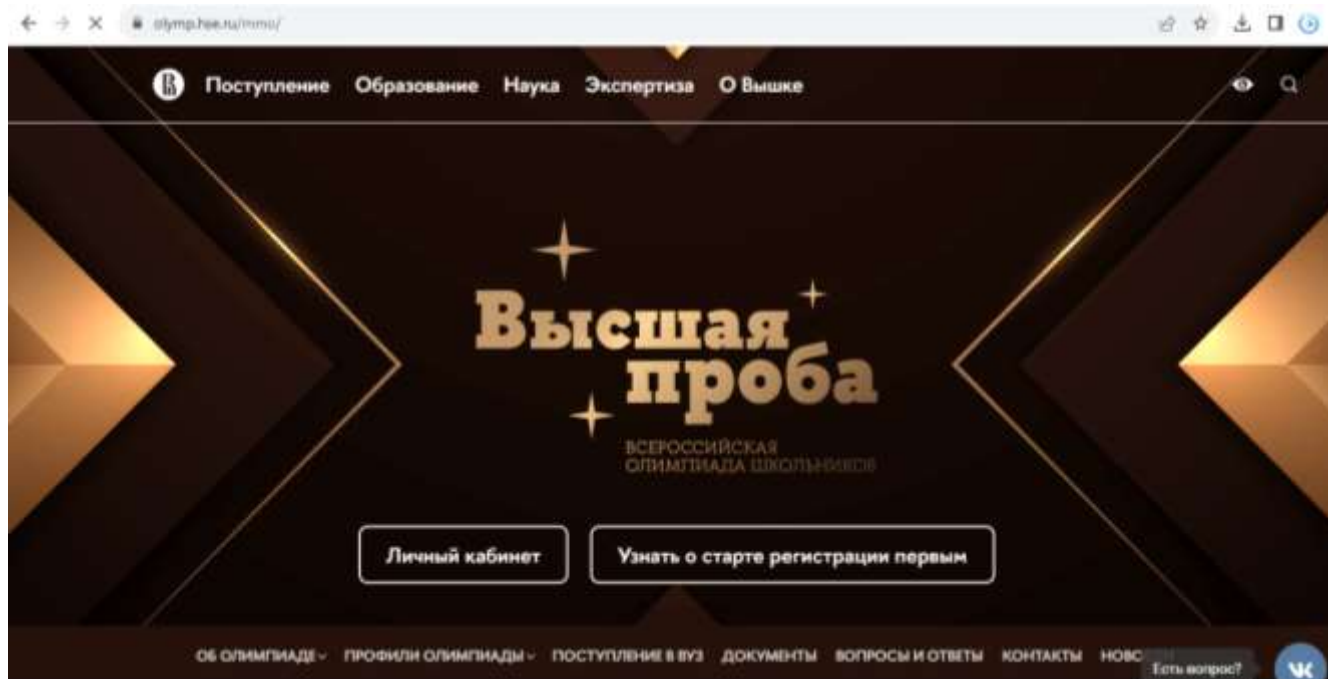 olymp.hse.ru/mmo/
Поступление Образование Наука Экспертиза О Вышке
Высшая
проба
ВСЕРОССИЙСКАЯ
ОЛИМПИАДА ШКОЛЬНИКОВ
Личный кабинет Узнать о старте регистрации первым
ОБ ОЛИМПИАДЕ ПРОФИЛИ ОЛИМПИАДЫ ПОСТУПЛЕНИЕ В ВУЗ ДОКУМЕНТЫ ВОПРОСЫ И ОТВЕТЫ КОНТАКТЫ
Есть вопрос?